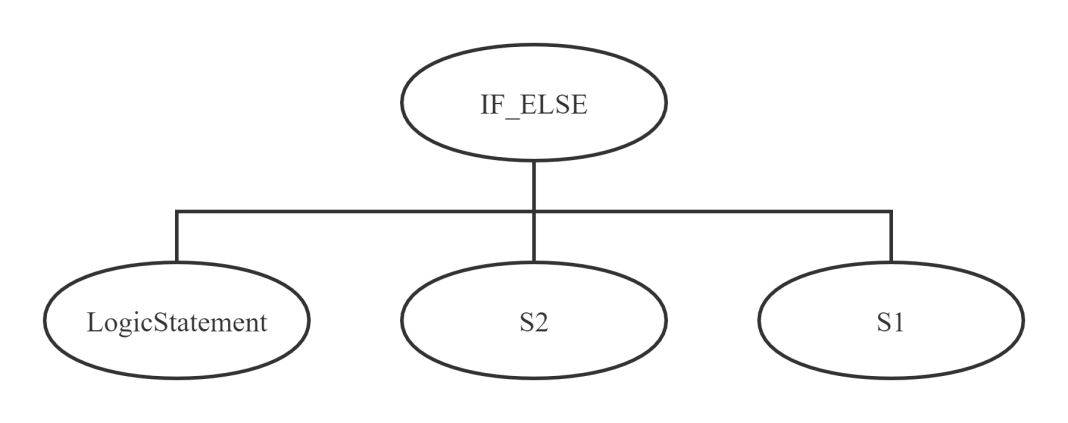 IF_ELSE
LogicStatement
S2
S1